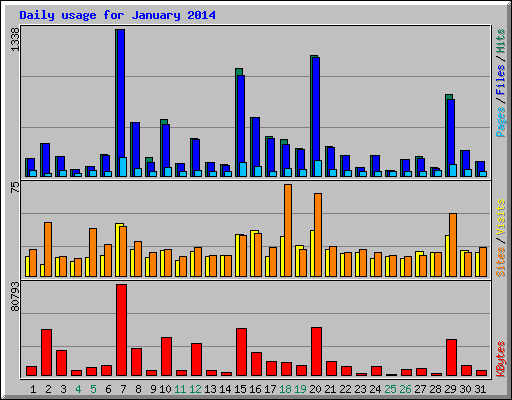 Daily usage for January 2014
1338
Pages / Files / Hits
75
Sites / Visits
80793
KBytes
1 2 3 4 5 6 7 8 9 10 11 12 13 14 15 16 17 18 19 20 21 22 23 24 25 26 27 28 29 30 31